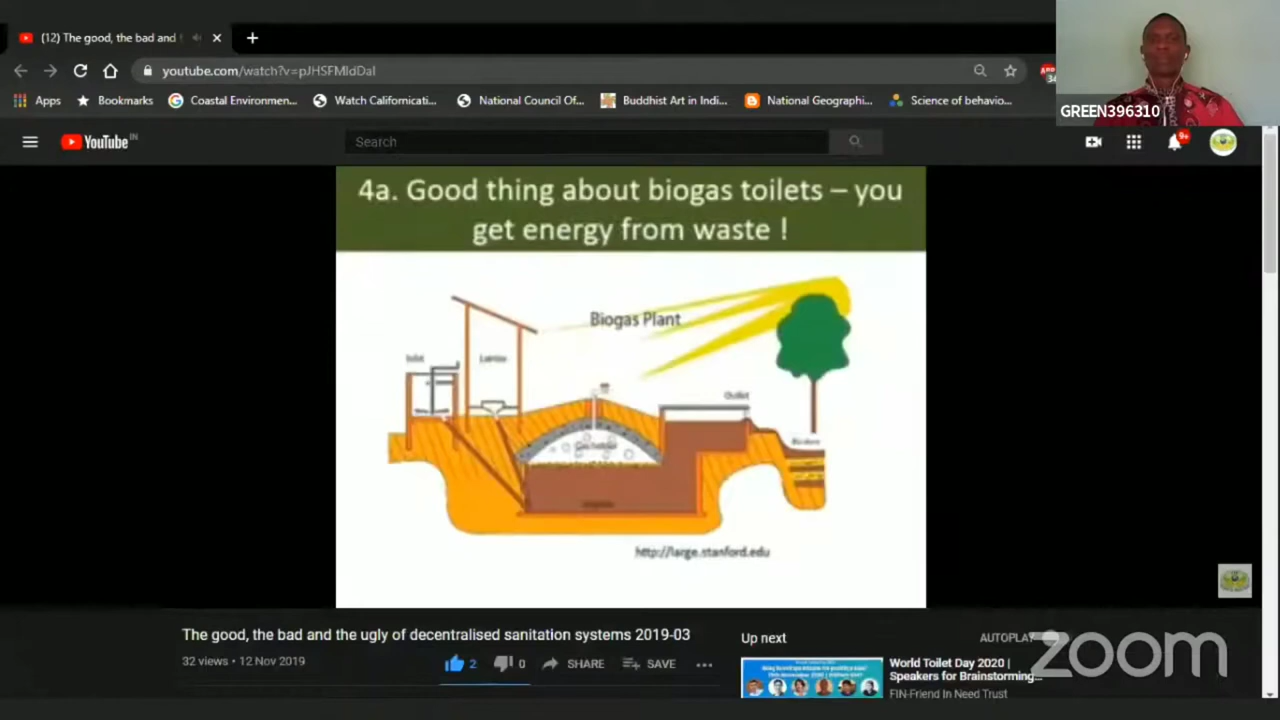 (12) The good, the bad and t
youtube.com/watch?v=pJHSFMIdDaI
Apps
Bookmarks
Coastal Environmen...
Watch Californicati...
National Council Of...
Buddhist Art in Indi...
National Geographi...
Science of behavio...
GREEN396310
YouTube IN
Search
9+
4a. Good thing about biogas toilets – you
get energy from waste !
Biogas Plant
Inlet
Latrine
Outlet
http://large.stanford.edu
The good, the bad and the ugly of decentralised sanitation systems 2019-03
32 views • 12 Nov 2019
2
0
SHARE
SAVE
Up next
AUTOPLAY
World Toilet Day 2020 |
Speakers for Brainstorming...
FIN-Friend In Need Trust
zoom